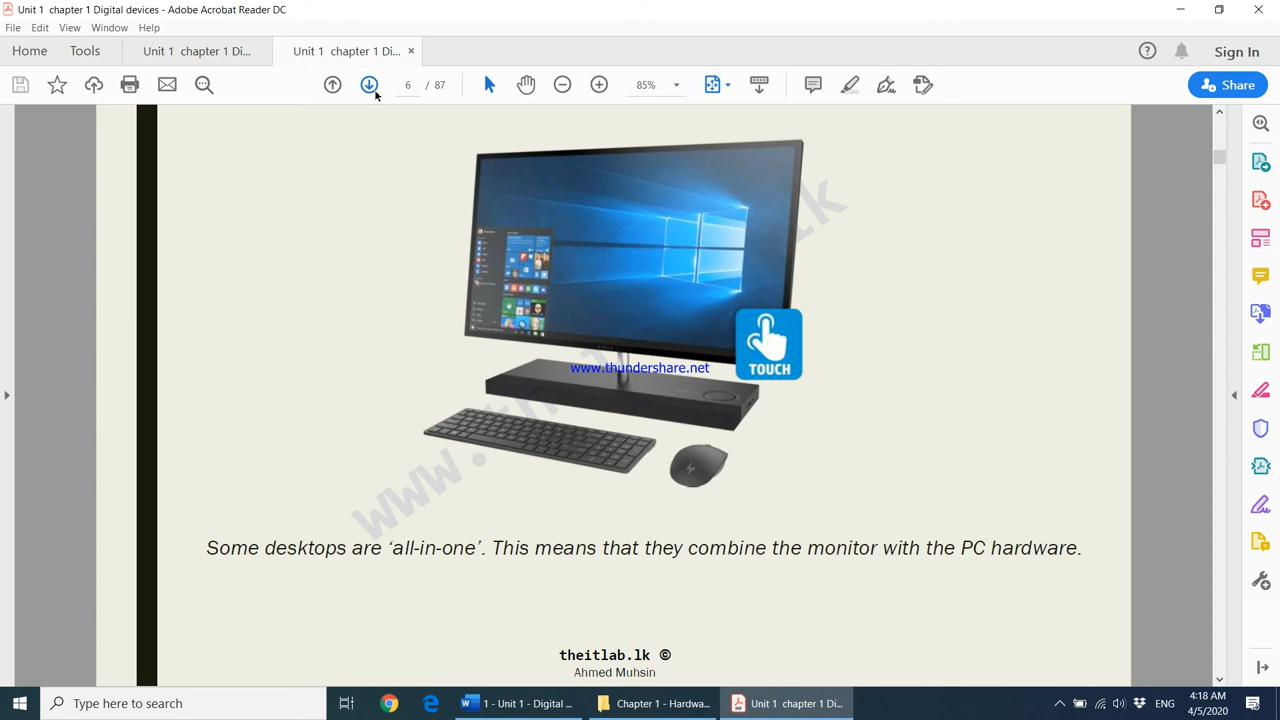 Unit 1 chapter 1 Digital devices - Adobe Acrobat Reader DC
File Edit View Window Help
Home Tools Unit 1 chapter 1 Di... Unit 1 chapter 1 Di... × Sign In
6 / 87 85% Share
TOUCH
www.thundershare.net
Some desktops are ‘all-in-one’. This means that they combine the monitor with the PC hardware.
theitlab.lk ©
Ahmed Muhsin
Type here to search 1 - Unit 1 - Digital ... Chapter 1 - Hardwa... Unit 1 chapter 1 Di... ENG 4:18 AM
4/5/2020